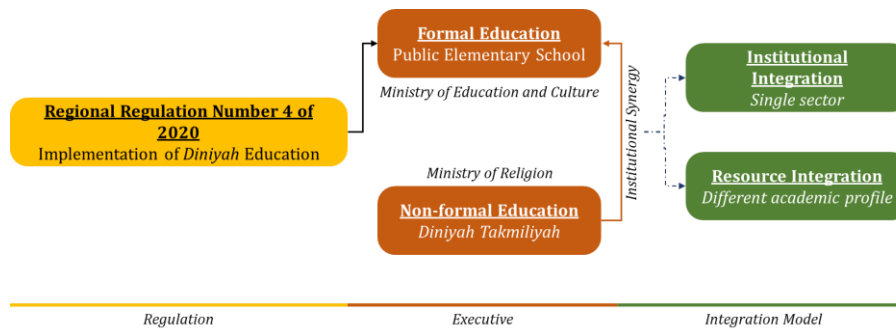 Regional Regulation Number 4 of
2020
Implementation of Diniyah Education
Formal Education
Public Elementary School
Ministry of Education and Culture
Ministry of Religion
Non-formal Education
Diniyah Takmiliyah
Institutional Synergy
Institutional
Integration
Single sector
Resource Integration
Different academic profile
Regulation
Executive
Integration Model